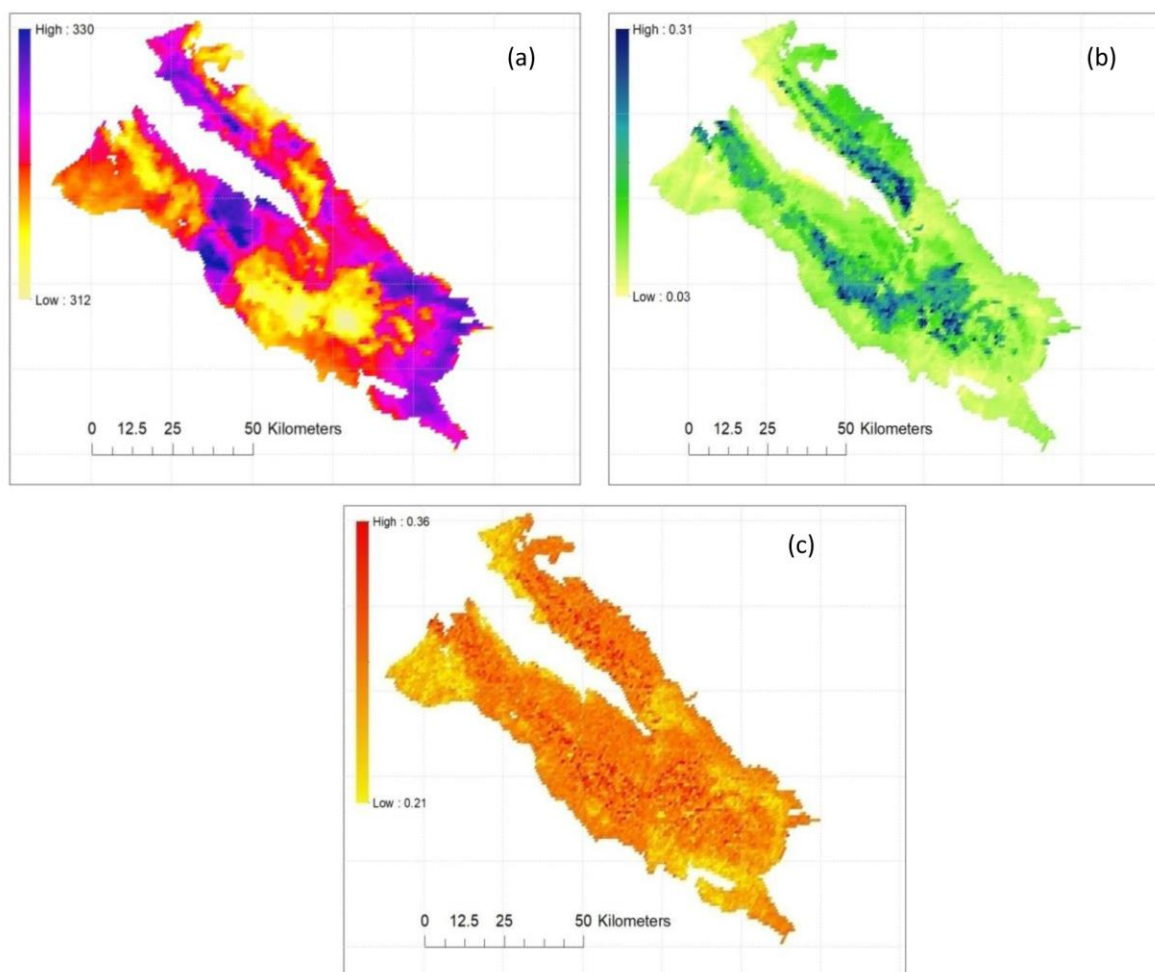 High : 330
(a)
Low : 312
0 12.5 25 50 Kilometers
High : 0.31
(b)
Low : 0.03
0 12.5 25 50 Kilometers
High : 0.36
(c)
Low : 0.21
0 12.5 25 50 Kilometers